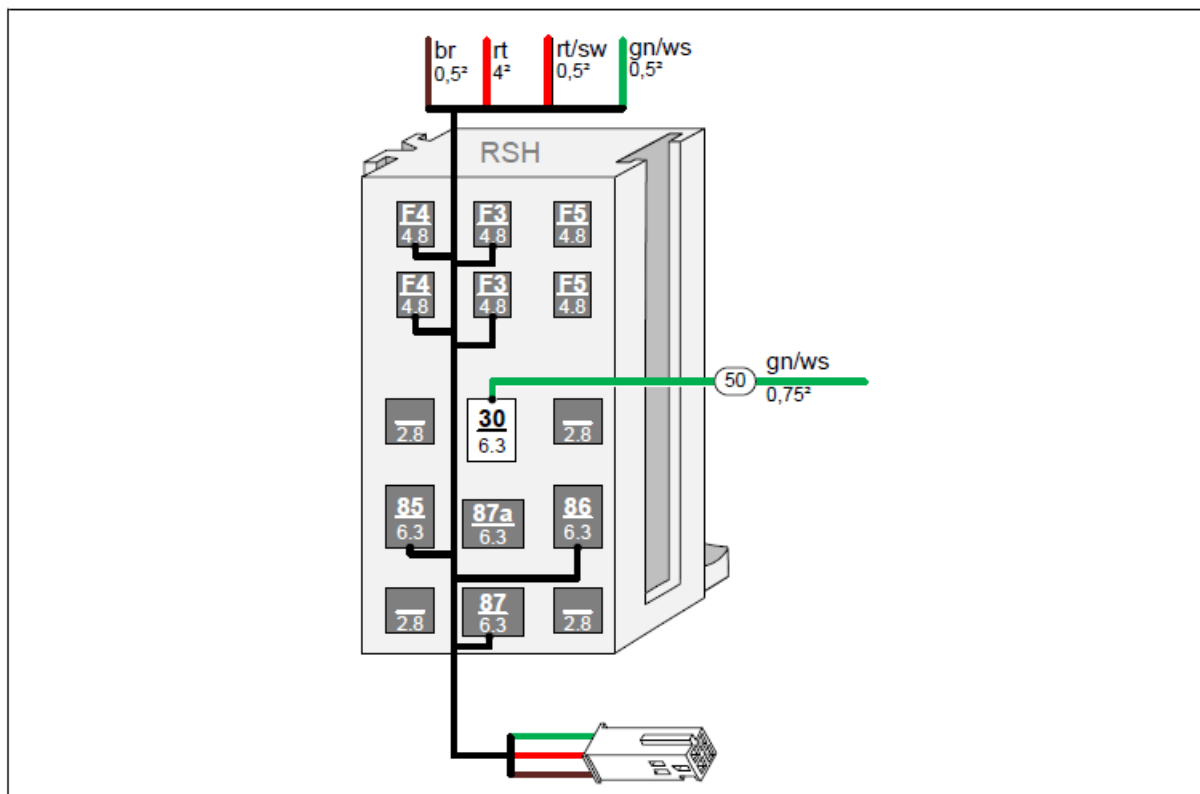 br rt rt/sw gn/ws
0,5² 4² 0,5² 0,5²
RSH
F4 F3 F5
4.8 4.8 4.8
F4 F3 F5
4.8 4.8 4.8
gn/ws
50
0,75²
30
2.8 6.3 2.8
85 87a 86
6.3 6.3 6.3
87
2.8 6.3 2.8